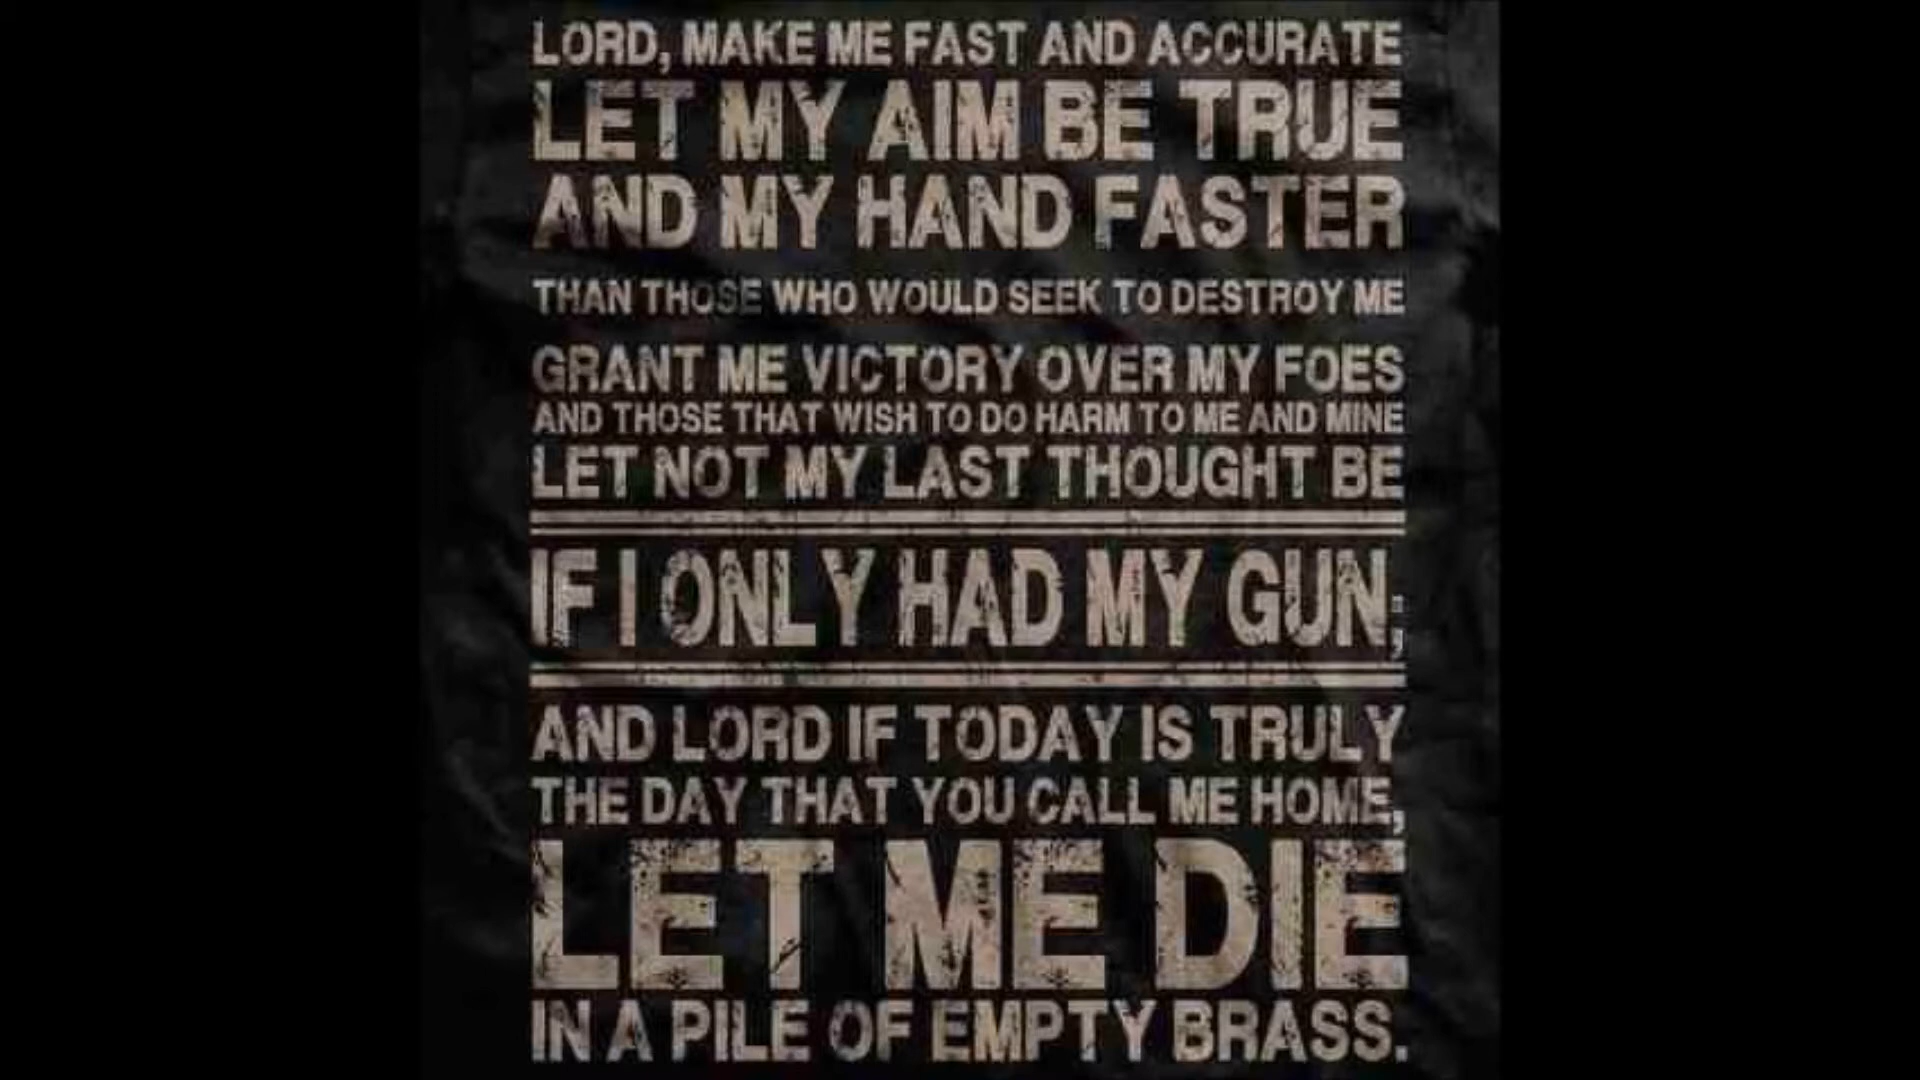 LORD, MAKE ME FAST AND ACCURATE
LET MY AIM BE TRUE
AND MY HAND FASTER
THAN THOSE WHO WOULD SEEK TO DESTROY ME
GRANT ME VICTORY OVER MY FOES
AND THOSE THAT WISH TO DO HARM TO ME AND MINE
LET NOT MY LAST THOUGHT BE
IF I ONLY HAD MY GUN;
AND LORD IF TODAY IS TRULY
THE DAY THAT YOU CALL ME HOME,
LET ME DIE
IN A PILE OF EMPTY BRASS.